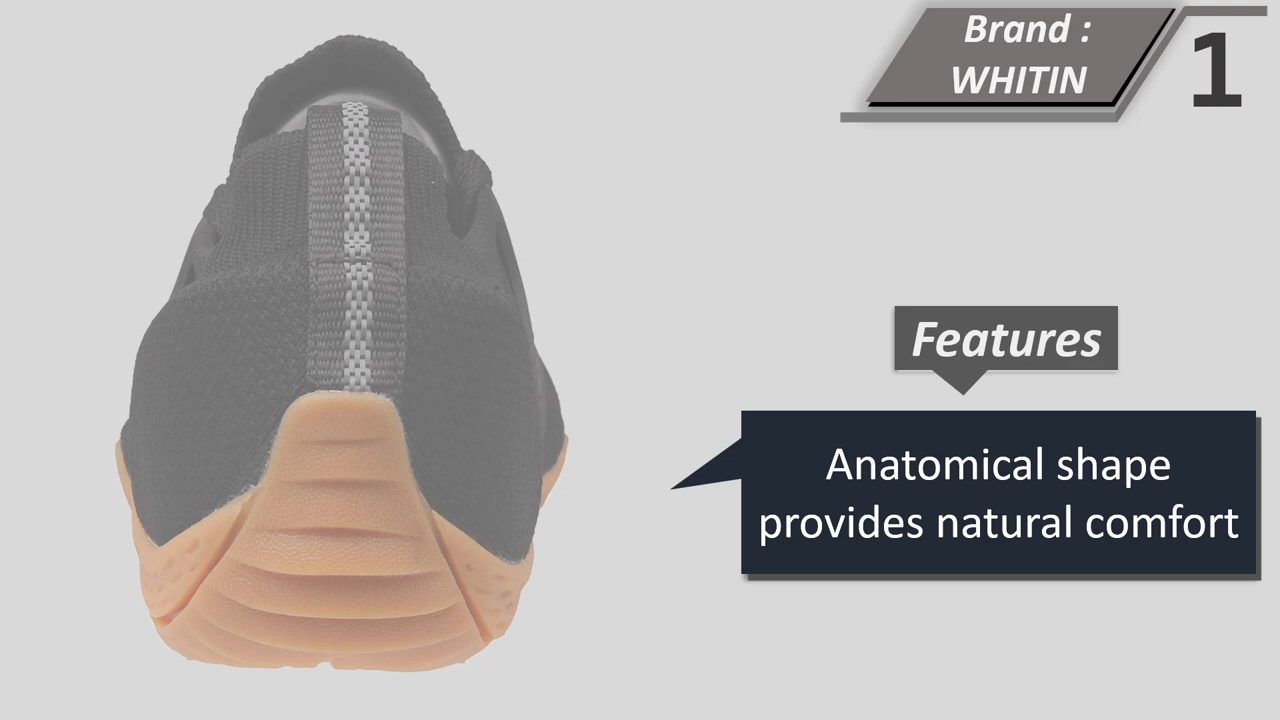 Brand :
WHITIN
1
Features
Anatomical shape
provides natural comfort